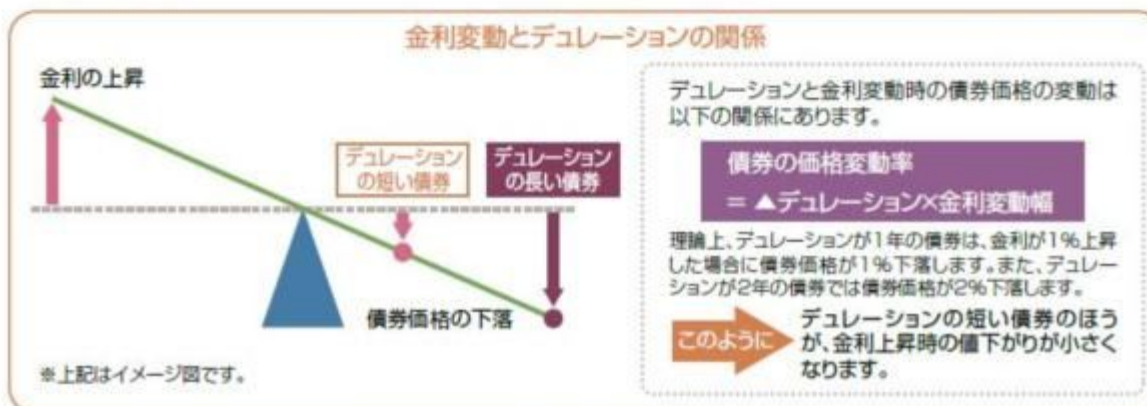 金利変動とデュレーションの関係
金利の上昇
デュレーション
の短い債券
デュレーション
の長い債券
債券価格の下落
※上記はイメージ図です。
デュレーションと金利変動時の債券価格の変動は
以下の関係にあります。
債券の価格変動率
= ▲デュレーション×金利変動幅
理論上、デュレーションが1年の債券は、金利が1%上昇
した場合に債券価格が1%下落します。また、デュレー
ションが2年の債券では債券価格が2%下落します。
このように
デュレーションの短い債券のほう
が、金利上昇時の値下がりが小さく
なります。